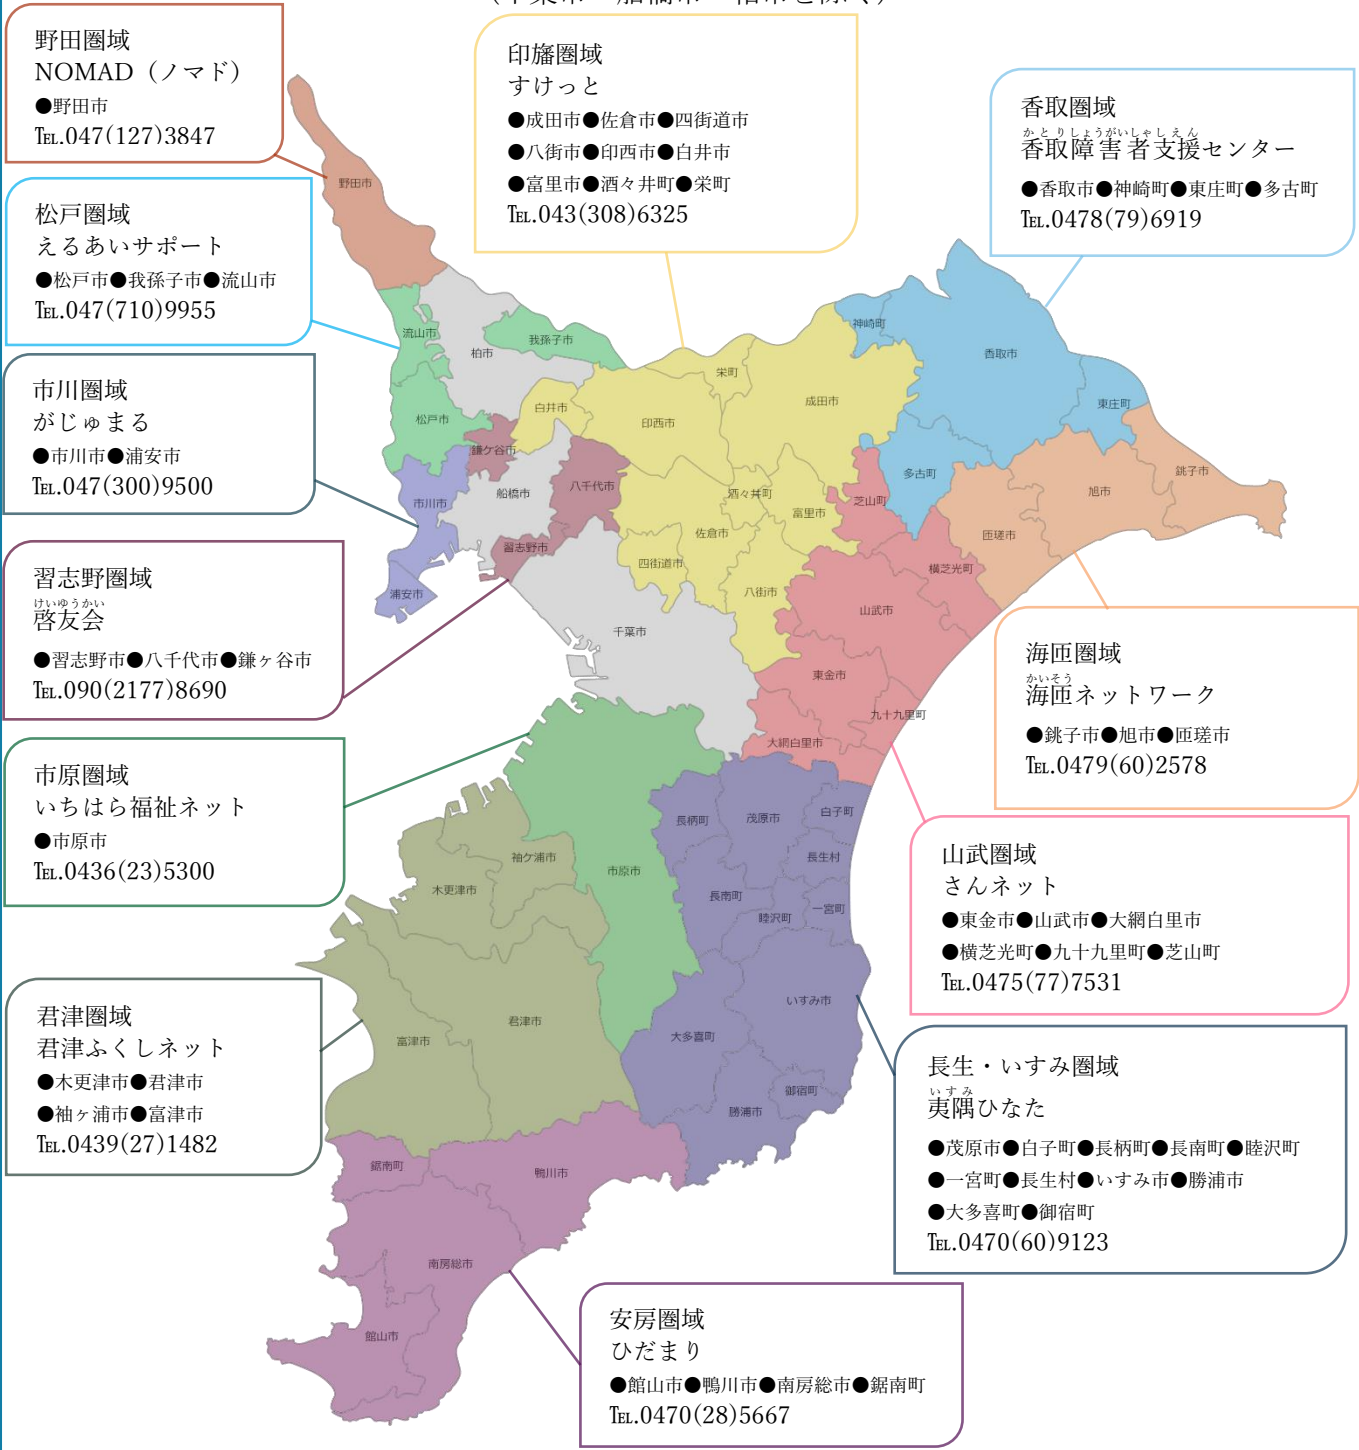 （千葉市・船橋市・柏市を除く）
野田圏域
NOMAD（ノマド）
●野田市
℡.047(127)3847
松戸圏域
えるあいサポート
●松戸市●我孫子市●流山市
℡.047(710)9955
市川圏域
がじゅまる
●市川市●浦安市
℡.047(300)9500
習志野圏域
けいゆうかい
啓友会
●習志野市●八千代市●鎌ヶ谷市
℡.090(2177)8690
市原圏域
いちはら福祉ネット
●市原市
℡.0436(23)5300
君津圏域
君津ふくしネット
●木更津市●君津市
●袖ヶ浦市●富津市
℡.0439(27)1482
印旛圏域
すけっと
●成田市●佐倉市●四街道市
●八街市●印西市●白井市
●富里市●酒々井町●栄町
℡.043(308)6325
香取圏域
かとりしょうがいしゃしえん
香取障害者支援センター
●香取市●神崎町●東庄町●多古町
℡.0478(79)6919
海匝圏域
かいそう
海匝ネットワーク
●銚子市●旭市●匝瑳市
℡.0479(60)2578
山武圏域
さんネット
●東金市●山武市●大網白里市
●横芝光町●九十九里町●芝山町
℡.0475(77)7531
長生・いすみ圏域
いすみ
夷隅ひなた
●茂原市●白子町●長柄町●長南町●睦沢町
●一宮町●長生村●いすみ市●勝浦市
●大多喜町●御宿町
℡.0470(60)9123
安房圏域
ひだまり
●館山市●鴨川市●南房総市●鋸南町
℡.0470(28)5667
野田市
流山市
柏市
我孫子市
松戸市
鎌ケ谷市
白井市
印西市
栄町
成田市
神崎町
香取市
東庄町
銚子市
旭市
匝瑳市
多古町
芝山町
横芝光町
市川市
船橋市
八千代市
習志野市
浦安市
酒々井町
富里市
佐倉市
四街道市
八街市
千葉市
山武市
東金市
九十九里町
大網白里市
長柄町
茂原市
白子町
長生村
長南町
睦沢町
一宮町
市原市
袖ケ浦市
木更津市
君津市
富津市
いすみ市
大多喜町
御宿町
勝浦市
鋸南町
鴨川市
南房総市
館山市